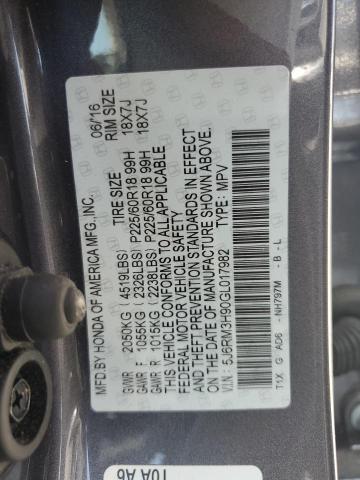 MFD.BY HONDA OF AMERICA MFG.,INC. 06/16
TIRE SIZE RIM SIZE
GVWR 2050KG (4519LBS)
GAWR F 1055KG (2326LBS) P225/60R18 99H 18X7J
GAWR R 1015KG (2238LBS) P225/60R18 99H 18X7J
THIS VEHICLE CONFORMS TO ALL APPLICABLE
FEDERAL MOTOR VEHICLE SAFETY
AND THEFT PREVENTION STANDARDS IN EFFECT
ON THE DATE OF MANUFACTURE SHOWN ABOVE.
V.I.N.: 5J6RM3H90GL017982 TYPE: MPV
T1X G AD6 NH797M - B - L
10A A6